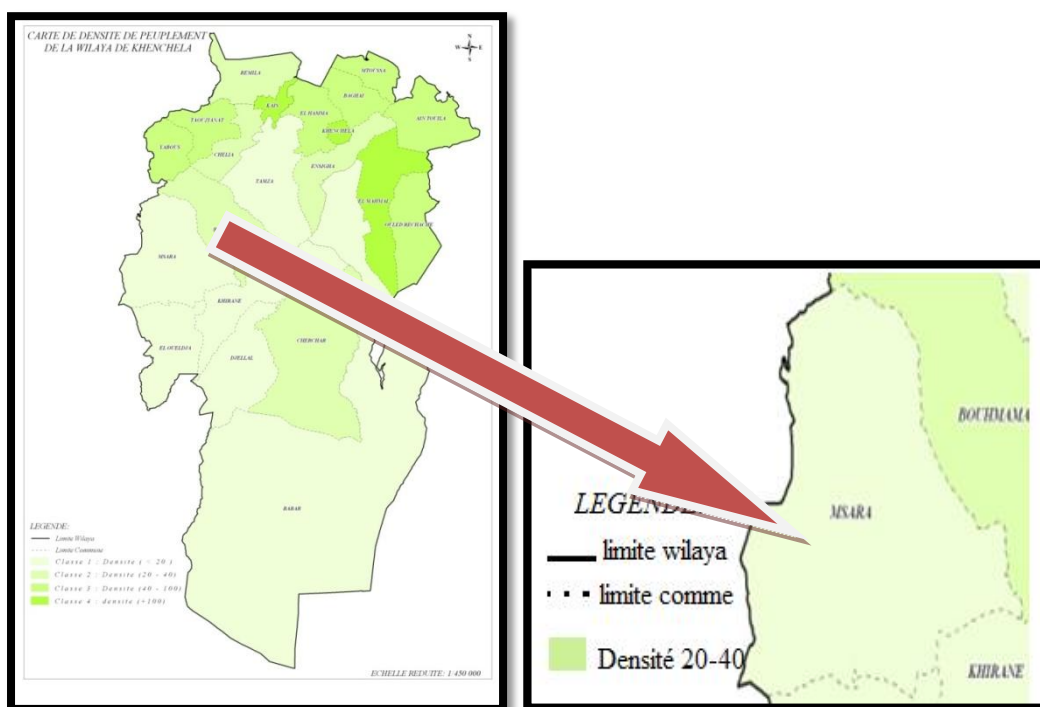 CARTE DE DENSITE DE PEUPLEMENT
DE LA WILAYA DE KHENCHELA
N
W E
S
REMILA
MTOUSSA
KAIS
BAGHAI
EL HAMMA
AIN TOUILA
TAOUZIANAT
KHENCHELA
YABOUS
CHELIA
ENSIGHA
TAMZA
EL MAHMAL
OULED RECHACHE
MSARA
KHIRANE
CHERCHAR
EL OUELDJA
DJELLAL
BABAR
LEGENDE:
Limite Wilaya
Limite Commune
Classe 1 : Densite ( < 20 )
Classe 2 : Densite (20 - 40)
Classe 3 : Densite (40 - 100)
Classe 4 : densite (+100)
ECHELLE REDUITE: 1/450 000
BOUHMAMA
MSARA
KHIRANE
LEGENDE
limite wilaya
limite comme
Densité 20-40